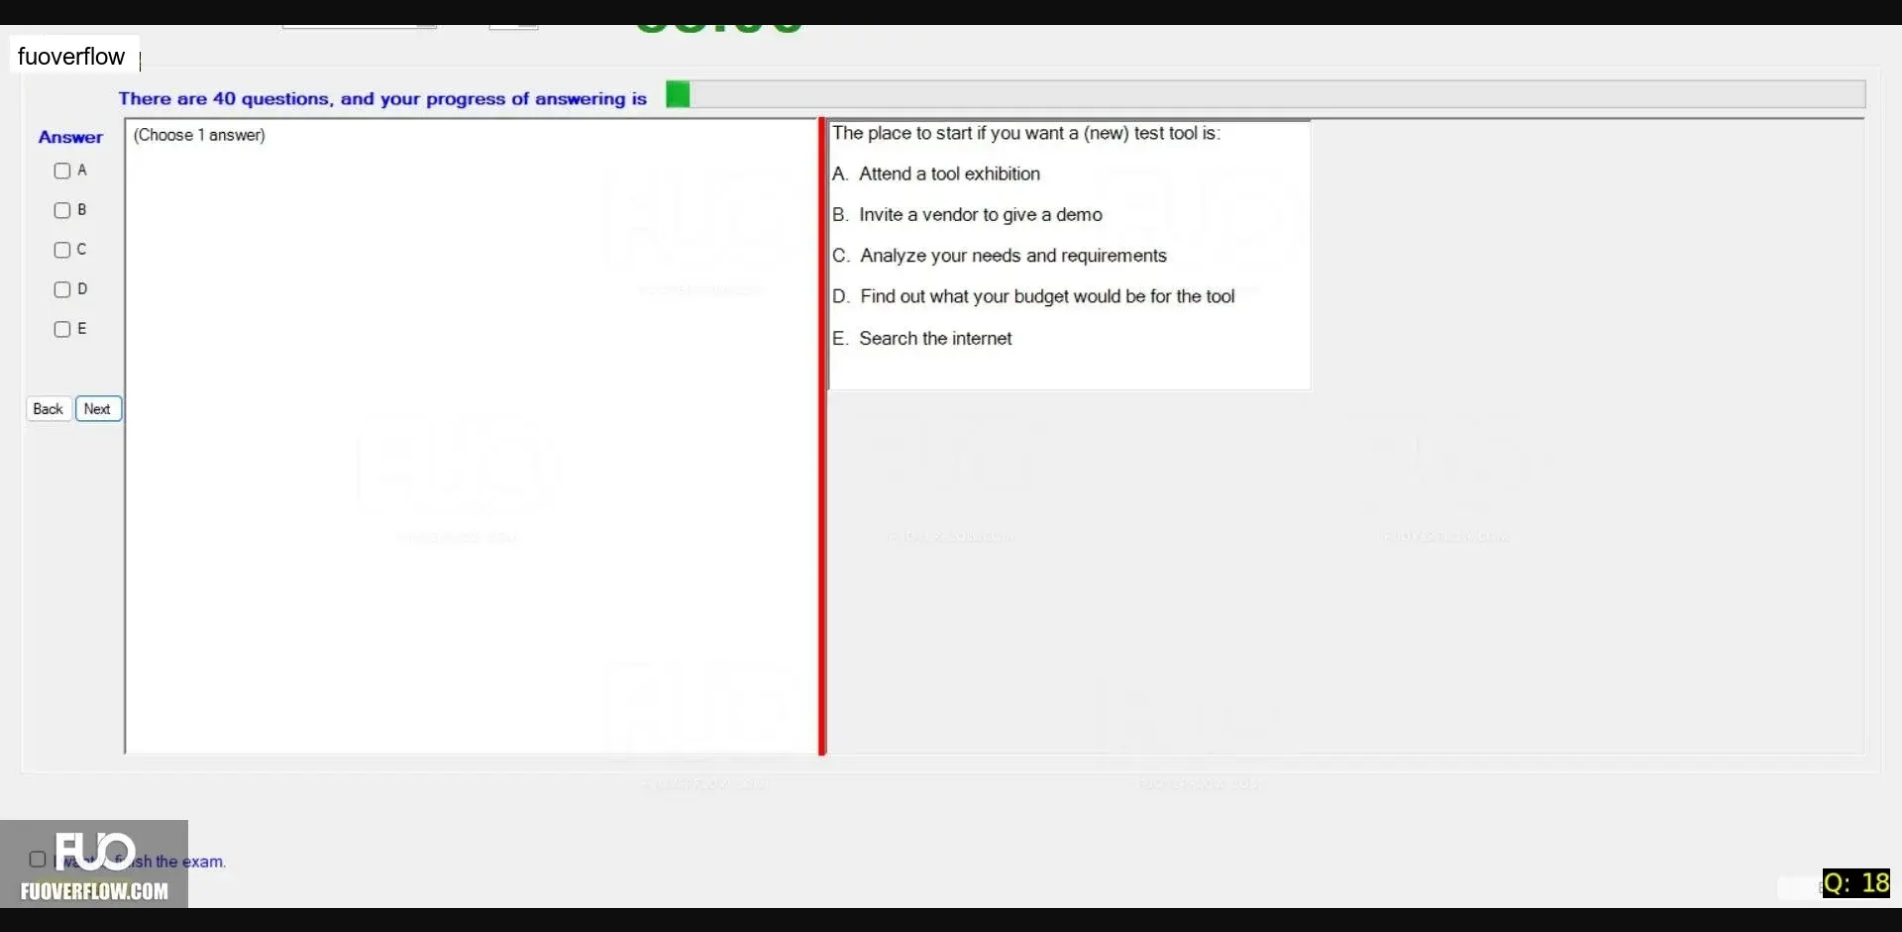 fuoverflow
There are 40 questions, and your progress of answering is
Answer
(Choose 1 answer)
A
B
C
D
E
Back Next
The place to start if you want a (new) test tool is:
A. Attend a tool exhibition
B. Invite a vendor to give a demo
C. Analyze your needs and requirements
D. Find out what your budget would be for the tool
E. Search the internet
FUO
the exam.
FUOVERFLOW.COM
Q: 18